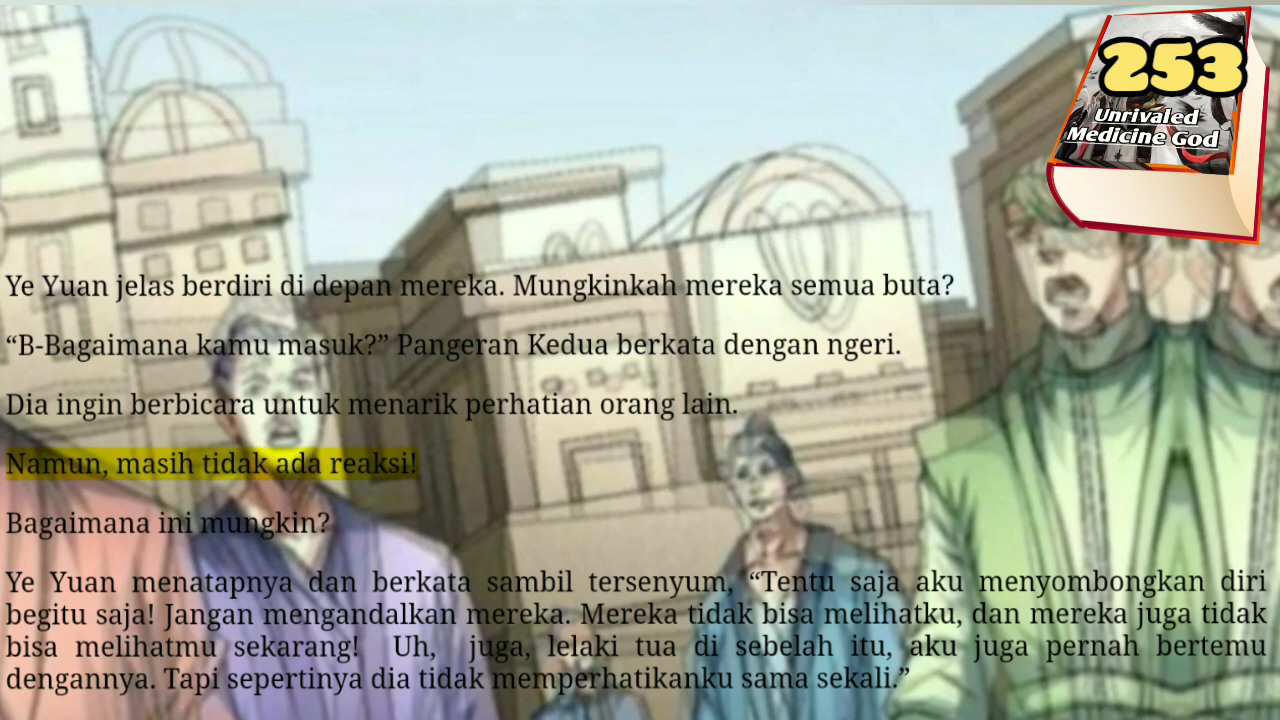 253
Unrivaled
Medicine God
Ye Yuan jelas berdiri di depan mereka. Mungkinkah mereka semua buta?
“B-Bagaimana kamu masuk?” Pangeran Kedua berkata dengan ngeri.
Dia ingin berbicara untuk menarik perhatian orang lain.
Namun, masih tidak ada reaksi!
Bagaimana ini mungkin?
Ye Yuan menatapnya dan berkata sambil tersenyum, “Tentu saja aku menyombongkan diri
begitu saja! Jangan mengandalkan mereka. Mereka tidak bisa melihatku, dan mereka juga tidak
bisa melihatmu sekarang! Uh, juga, lelaki tua di sebelah itu, aku juga pernah bertemu
dengannya. Tapi sepertinya dia tidak memperhatikanku sama sekali.”